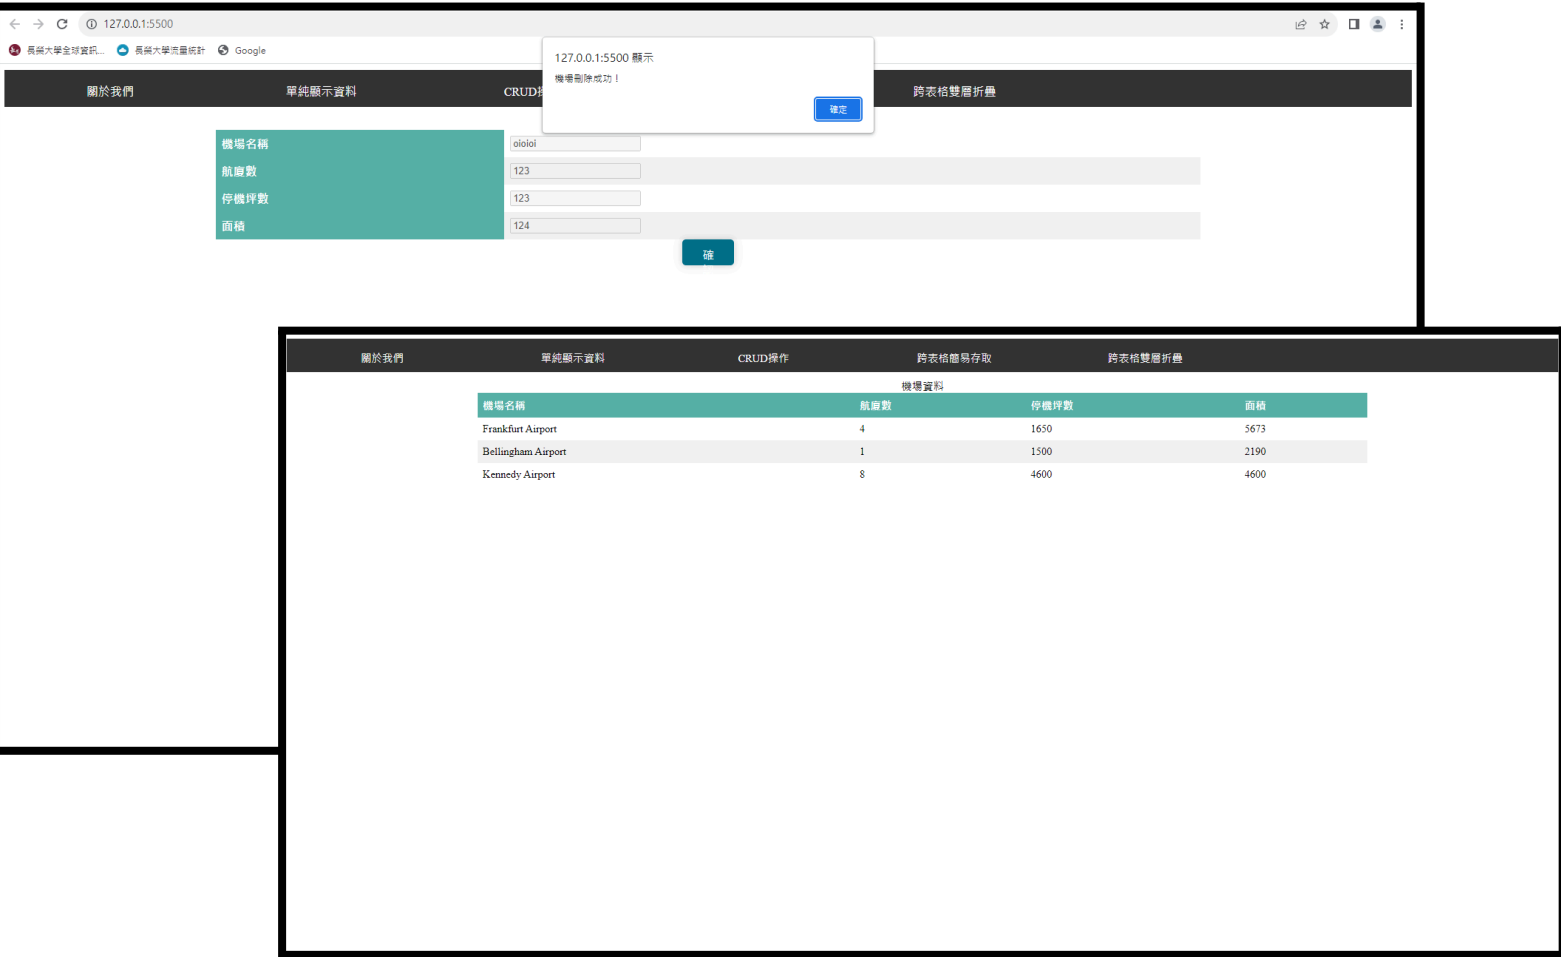 127.0.0.1:5500
長榮大學全球資訊... 長榮大學流量統計 Google
127.0.0.1:5500 顯示
機場刪除成功！
確定
關於我們 單純顯示資料 CRUD 跨表格雙層折疊
機場名稱 oioioi
航廈數 123
停機坪數 123
面積 124
確
關於我們 單純顯示資料 CRUD操作 跨表格簡易存取 跨表格雙層折疊
機場資料
機場名稱 航廈數 停機坪數 面積
Frankfurt Airport 4 1650 5673
Bellingham Airport 1 1500 2190
Kennedy Airport 8 4600 4600